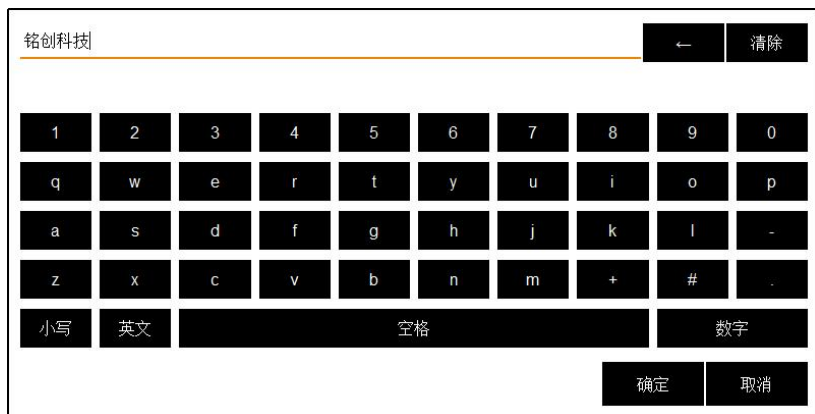 铭创科技
← 清除
1 2 3 4 5 6 7 8 9 0
q w e r t y u i o p
a s d f g h j k l -
z x c v b n m + # .
小写 英文 空格 数字
确定 取消